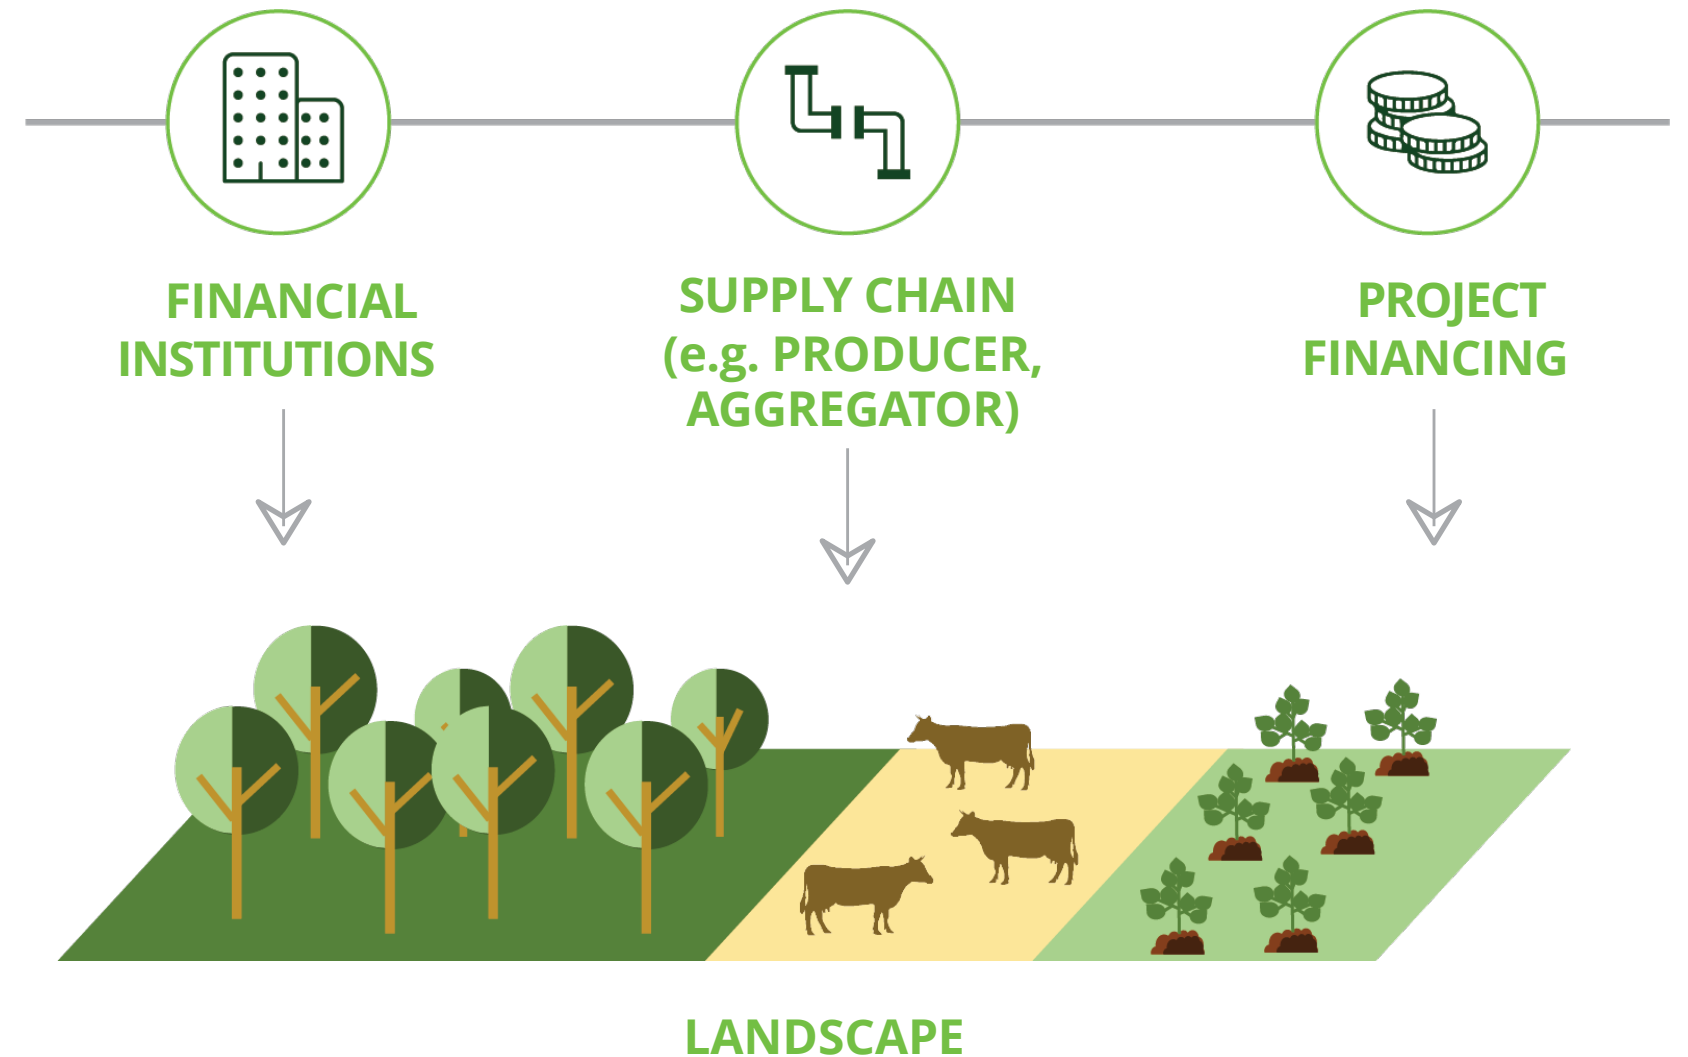 FINANCIAL
INSTITUTIONS
SUPPLY CHAIN
(e.g. PRODUCER,
AGGREGATOR)
PROJECT
FINANCING
LANDSCAPE